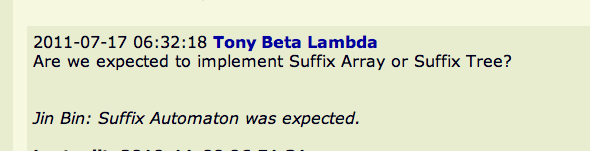 2011-07-17 06:32:18 Tony Beta Lambda
Are we expected to implement Suffix Array or Suffix Tree?
Jin Bin: Suffix Automaton was expected.